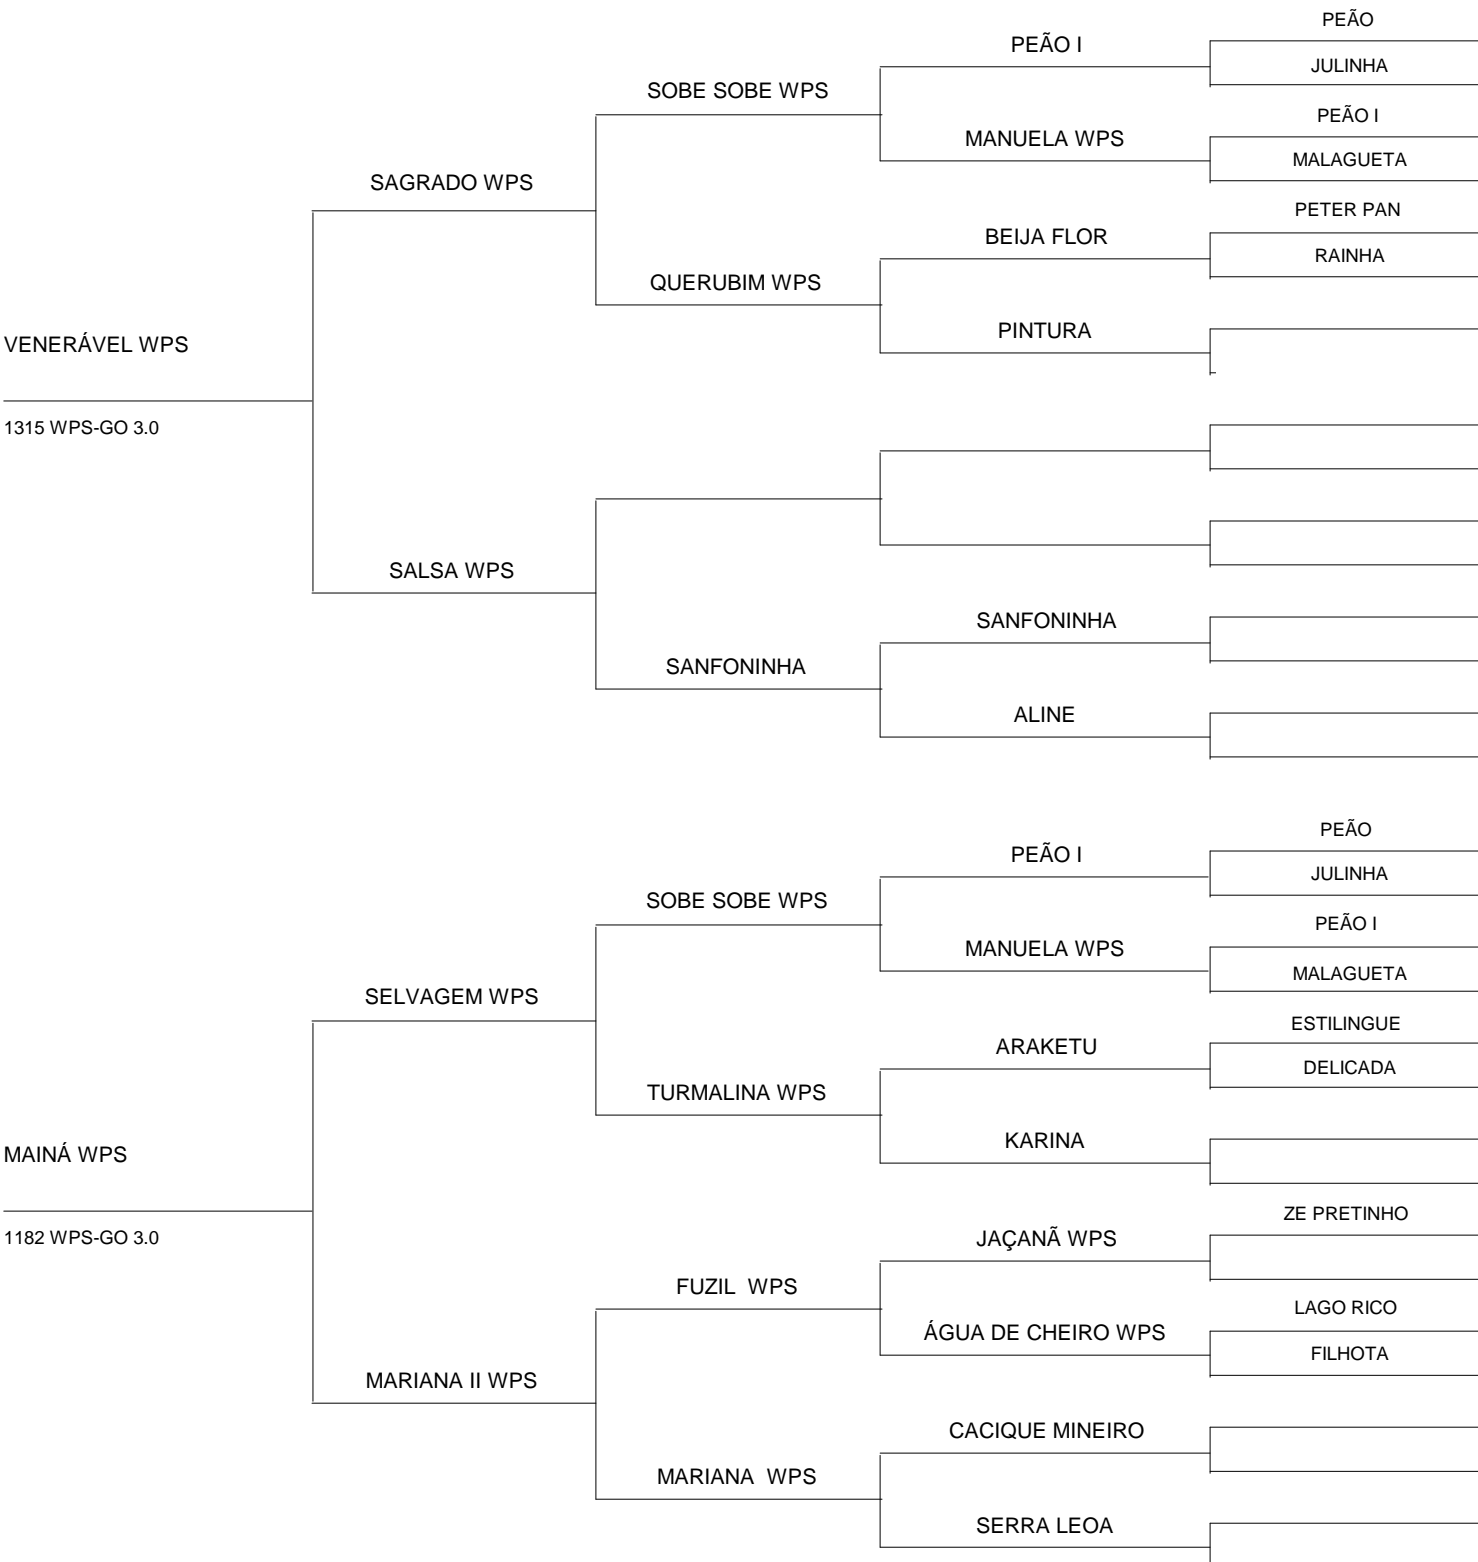 PEÃO
PEÃO I
JULINHA
SOBE SOBE WPS
PEÃO I
MANUELA WPS
MALAGUETA
SAGRADO WPS
PETER PAN
BEIJA FLOR
RAINHA
QUERUBIM WPS
PINTURA
VENERÁVEL WPS
1315 WPS-GO 3.0
SALSA WPS
SANFONINHA
SANFONINHA
ALINE
PEÃO
PEÃO I
JULINHA
SOBE SOBE WPS
PEÃO I
MANUELA WPS
MALAGUETA
SELVAGEM WPS
ESTILINGUE
ARAKETU
DELICADA
TURMALINA WPS
KARINA
MAINÁ WPS
ZE PRETINHO
1182 WPS-GO 3.0
JAÇANÃ WPS
FUZIL  WPS
LAGO RICO
ÁGUA DE CHEIRO WPS
FILHOTA
MARIANA II WPS
CACIQUE MINEIRO
MARIANA  WPS
SERRA LEOA